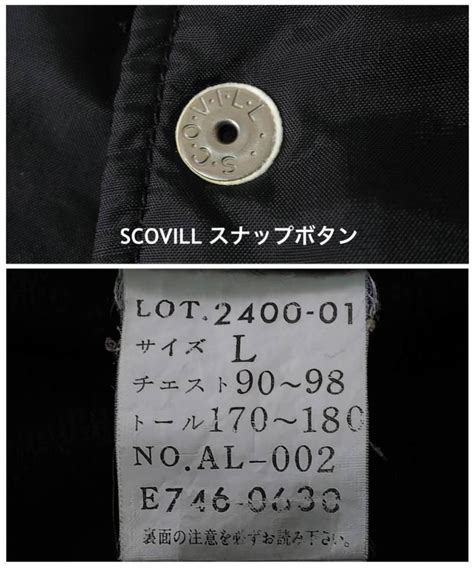 S·C·O·V·I·L·L·
SCOVILL スナップボタン
LOT.2400-01
サイズ L
チェスト90~98
トール170~180
NO.AL-002
E746-0630
裏面の注意を必ずお読み下さい。